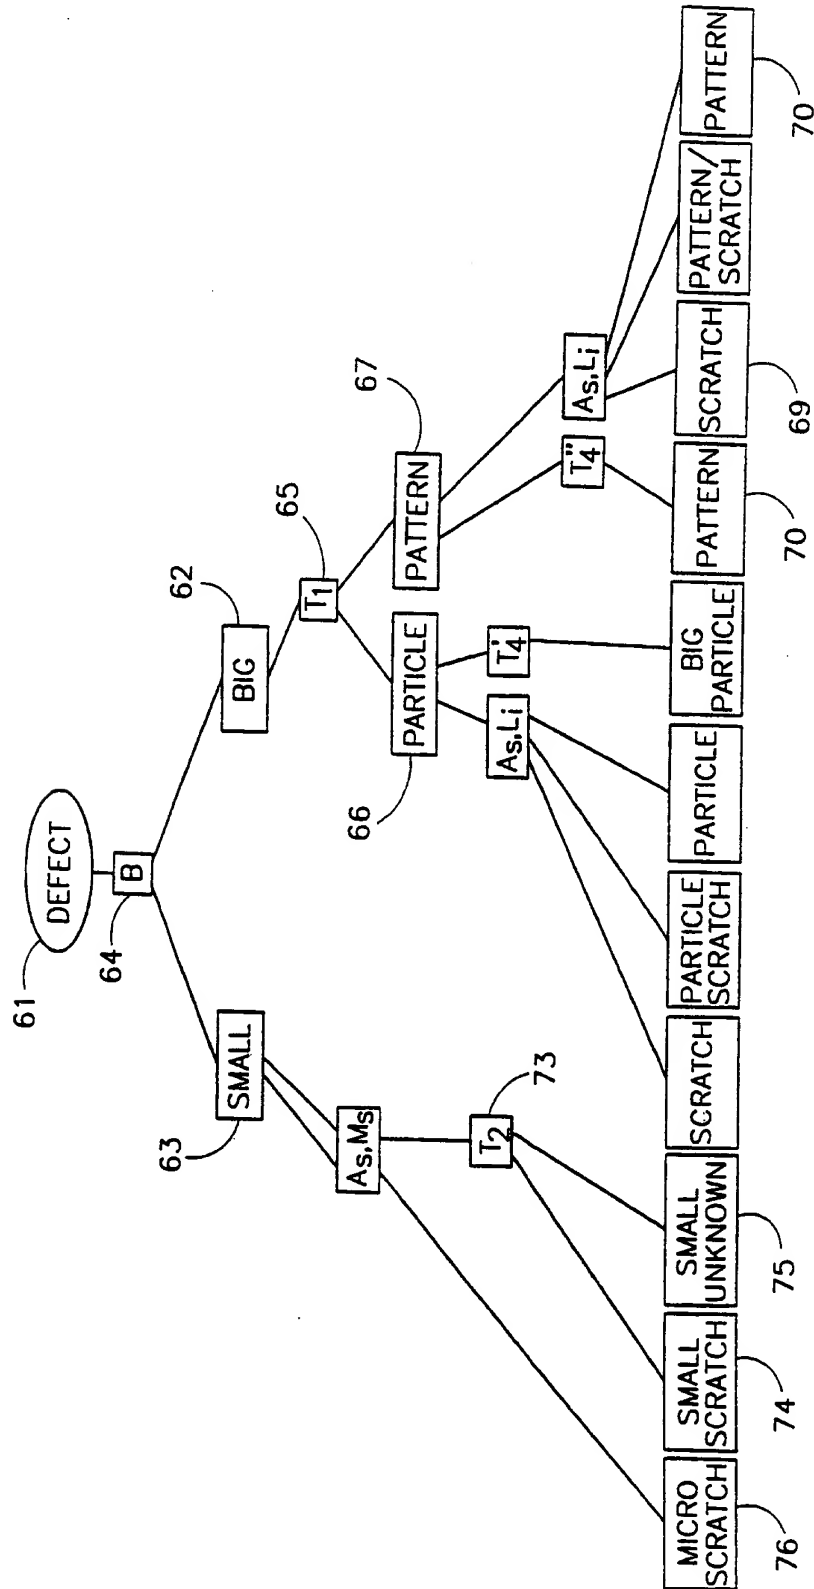 61
DEFECT
64
B
62
BIG
63
SMALL
65
T1
As,Ms
66
PARTICLE
67
PATTERN
73
T2
As,Li
T4'
T4"
As,Li
MICRO
SCRATCH
SMALL
SCRATCH
SMALL
UNKNOWN
SCRATCH
PARTICLE
SCRATCH
PARTICLE
BIG
PARTICLE
PATTERN
SCRATCH
PATTERN/
SCRATCH
PATTERN
76
74
75
70
69
70